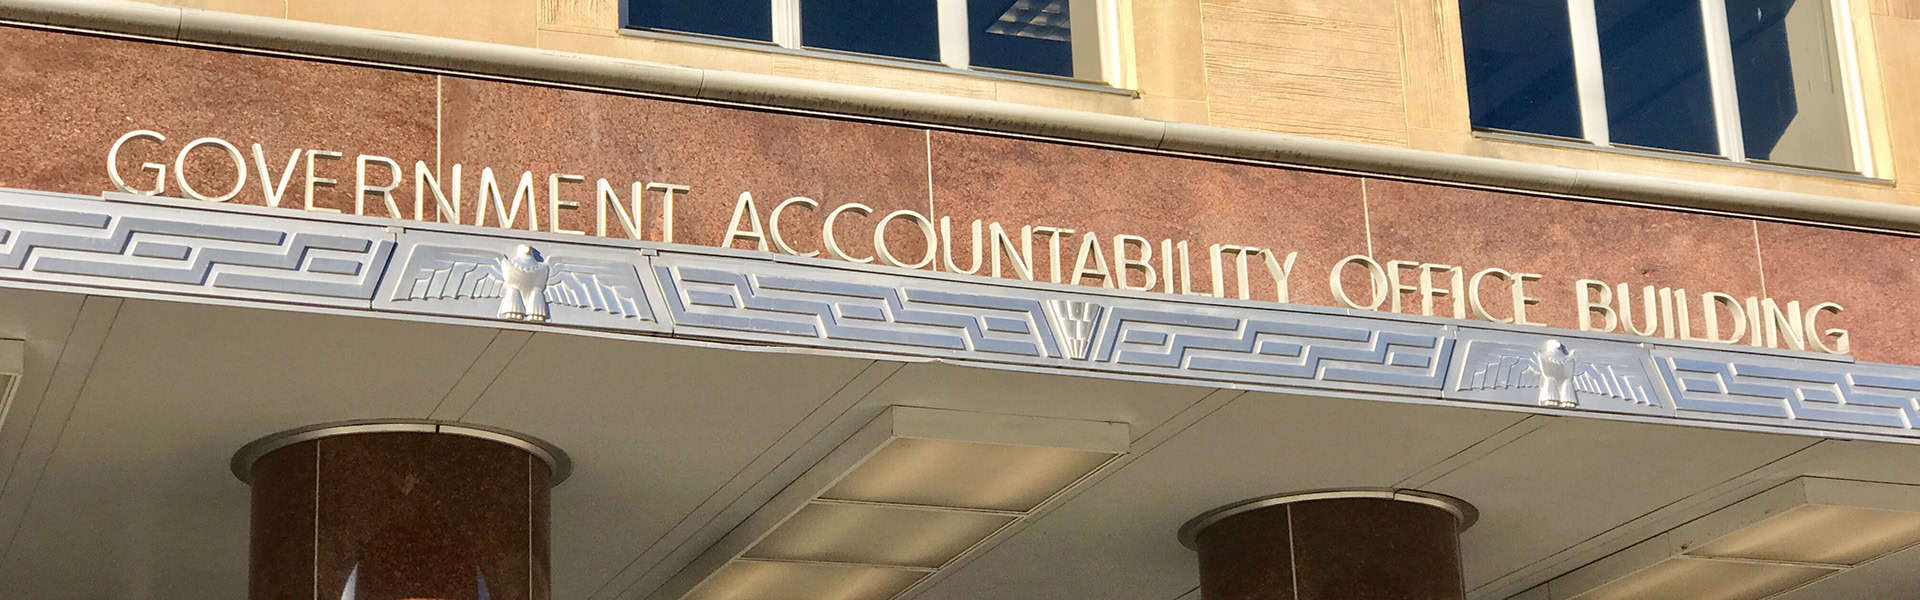 GOVERNMENT ACCOUNTABILITY OFFICE BUILDING